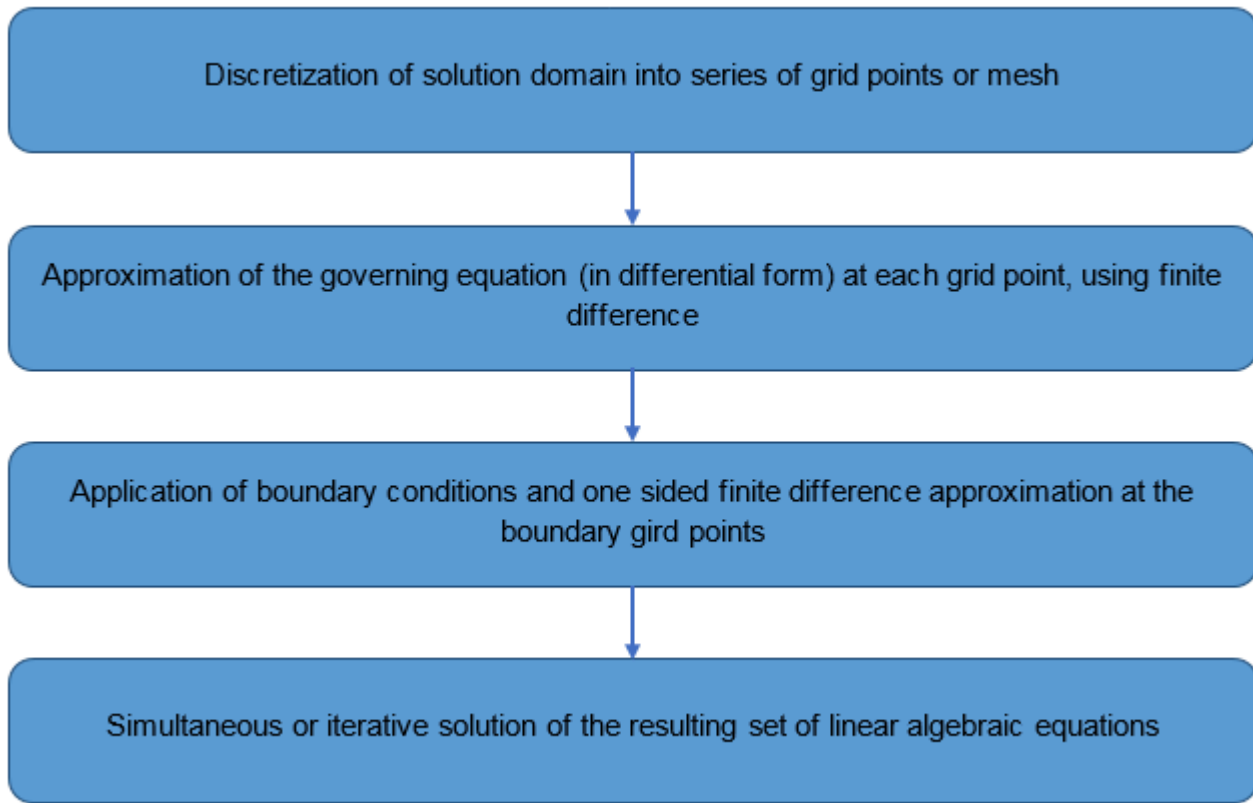 Discretization of solution domain into series of grid points or mesh
Approximation of the governing equation (in differential form) at each grid point, using finite
difference
Application of boundary conditions and one sided finite difference approximation at the
boundary gird points
Simultaneous or iterative solution of the resulting set of linear algebraic equations